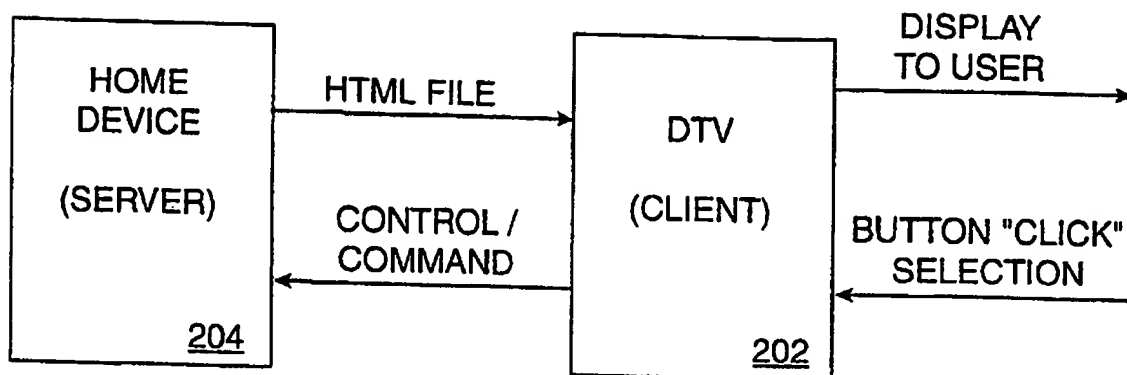 HOME
DEVICE
(SERVER)
204
HTML FILE
CONTROL /
COMMAND
DTV
(CLIENT)
202
DISPLAY
TO USER
BUTTON "CLICK"
SELECTION